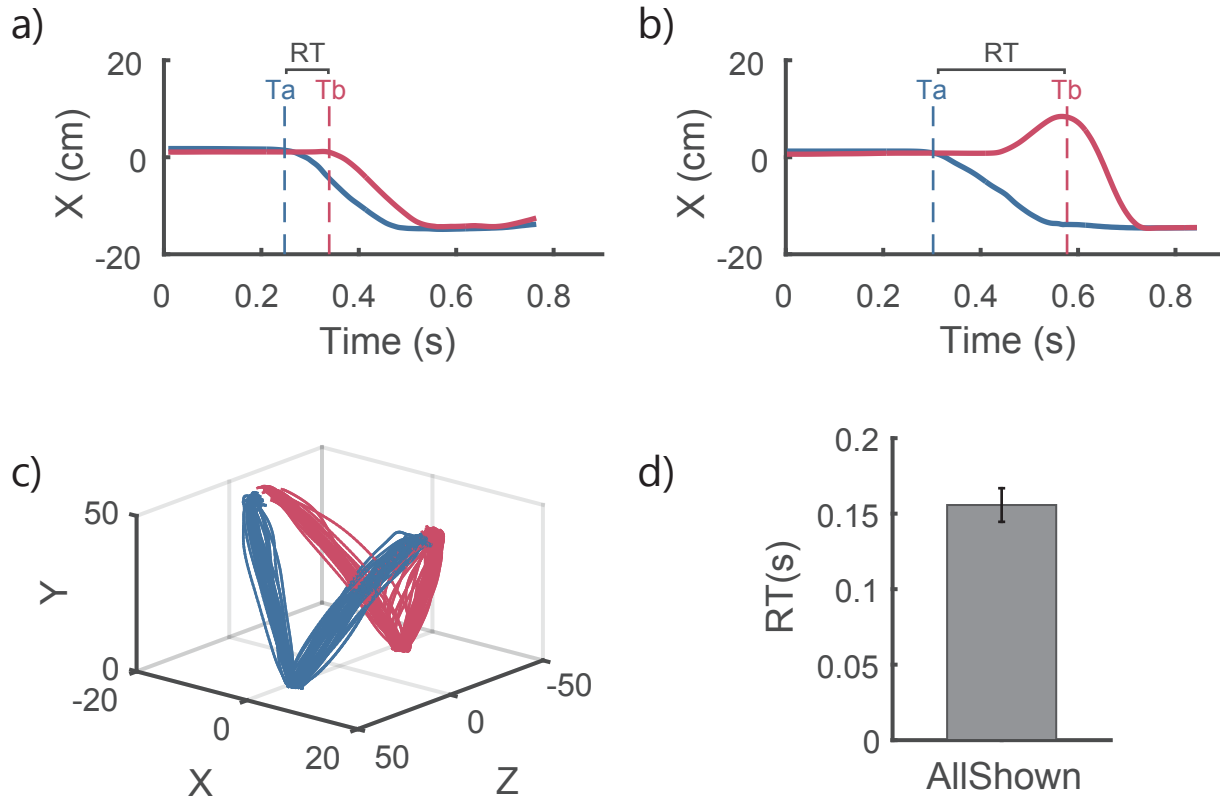 a)
RT
Ta Tb
20
0
-20
X (cm)
0 0.2 0.4 0.6 0.8
Time (s)
b)
RT
Ta Tb
20
0
-20
X (cm)
0 0.2 0.4 0.6 0.8
Time (s)
c)
50
0
Y
-20
0
20
X
50
0
-50
Z
d)
0.2
0.15
0.1
0.05
0
RT(s)
AllShown